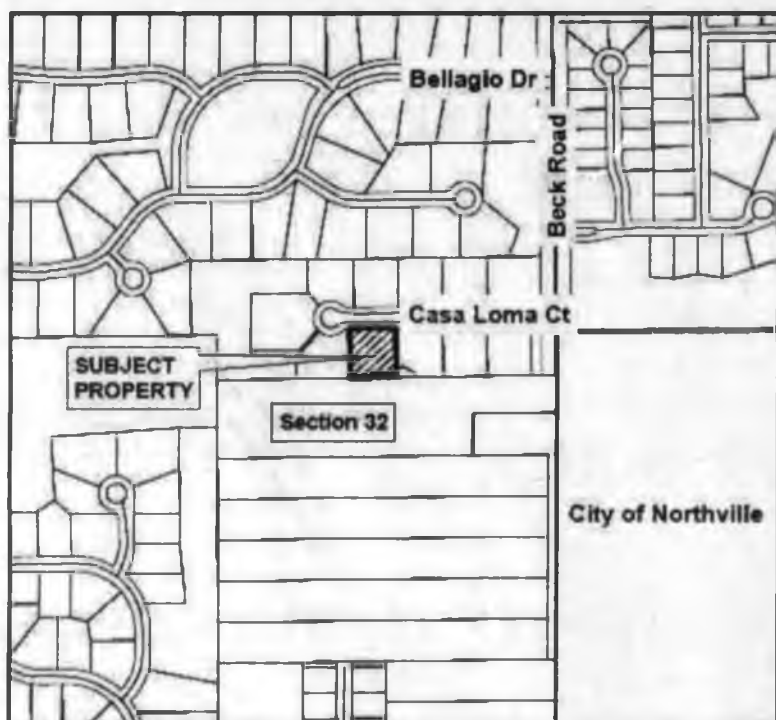 Bellagio Dr
Beck Road
Casa Loma Ct
SUBJECT
PROPERTY
Section 32
City of Northville